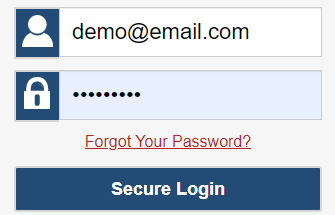 demo@email.com
•••••••••
Forgot Your Password?
Secure Login